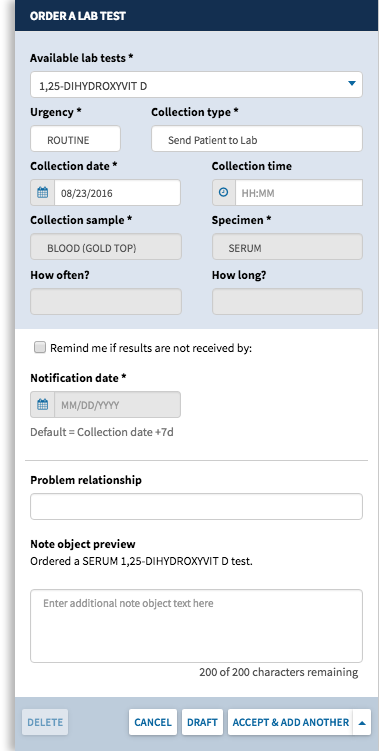 ORDER A LAB TEST
Available lab tests *
1,25-DIHYDROXYVIT D
Urgency * Collection type *
ROUTINE Send Patient to Lab
Collection date * Collection time
08/23/2016 HH:MM
Collection sample * Specimen *
BLOOD (GOLD TOP) SERUM
How often? How long?
Remind me if results are not received by:
Notification date *
MM/DD/YYYY
Default = Collection date +7d
Problem relationship
Note object preview
Ordered a SERUM 1,25-DIHYDROXYVIT D test.
Enter additional note object text here
200 of 200 characters remaining
DELETE CANCEL DRAFT ACCEPT & ADD ANOTHER